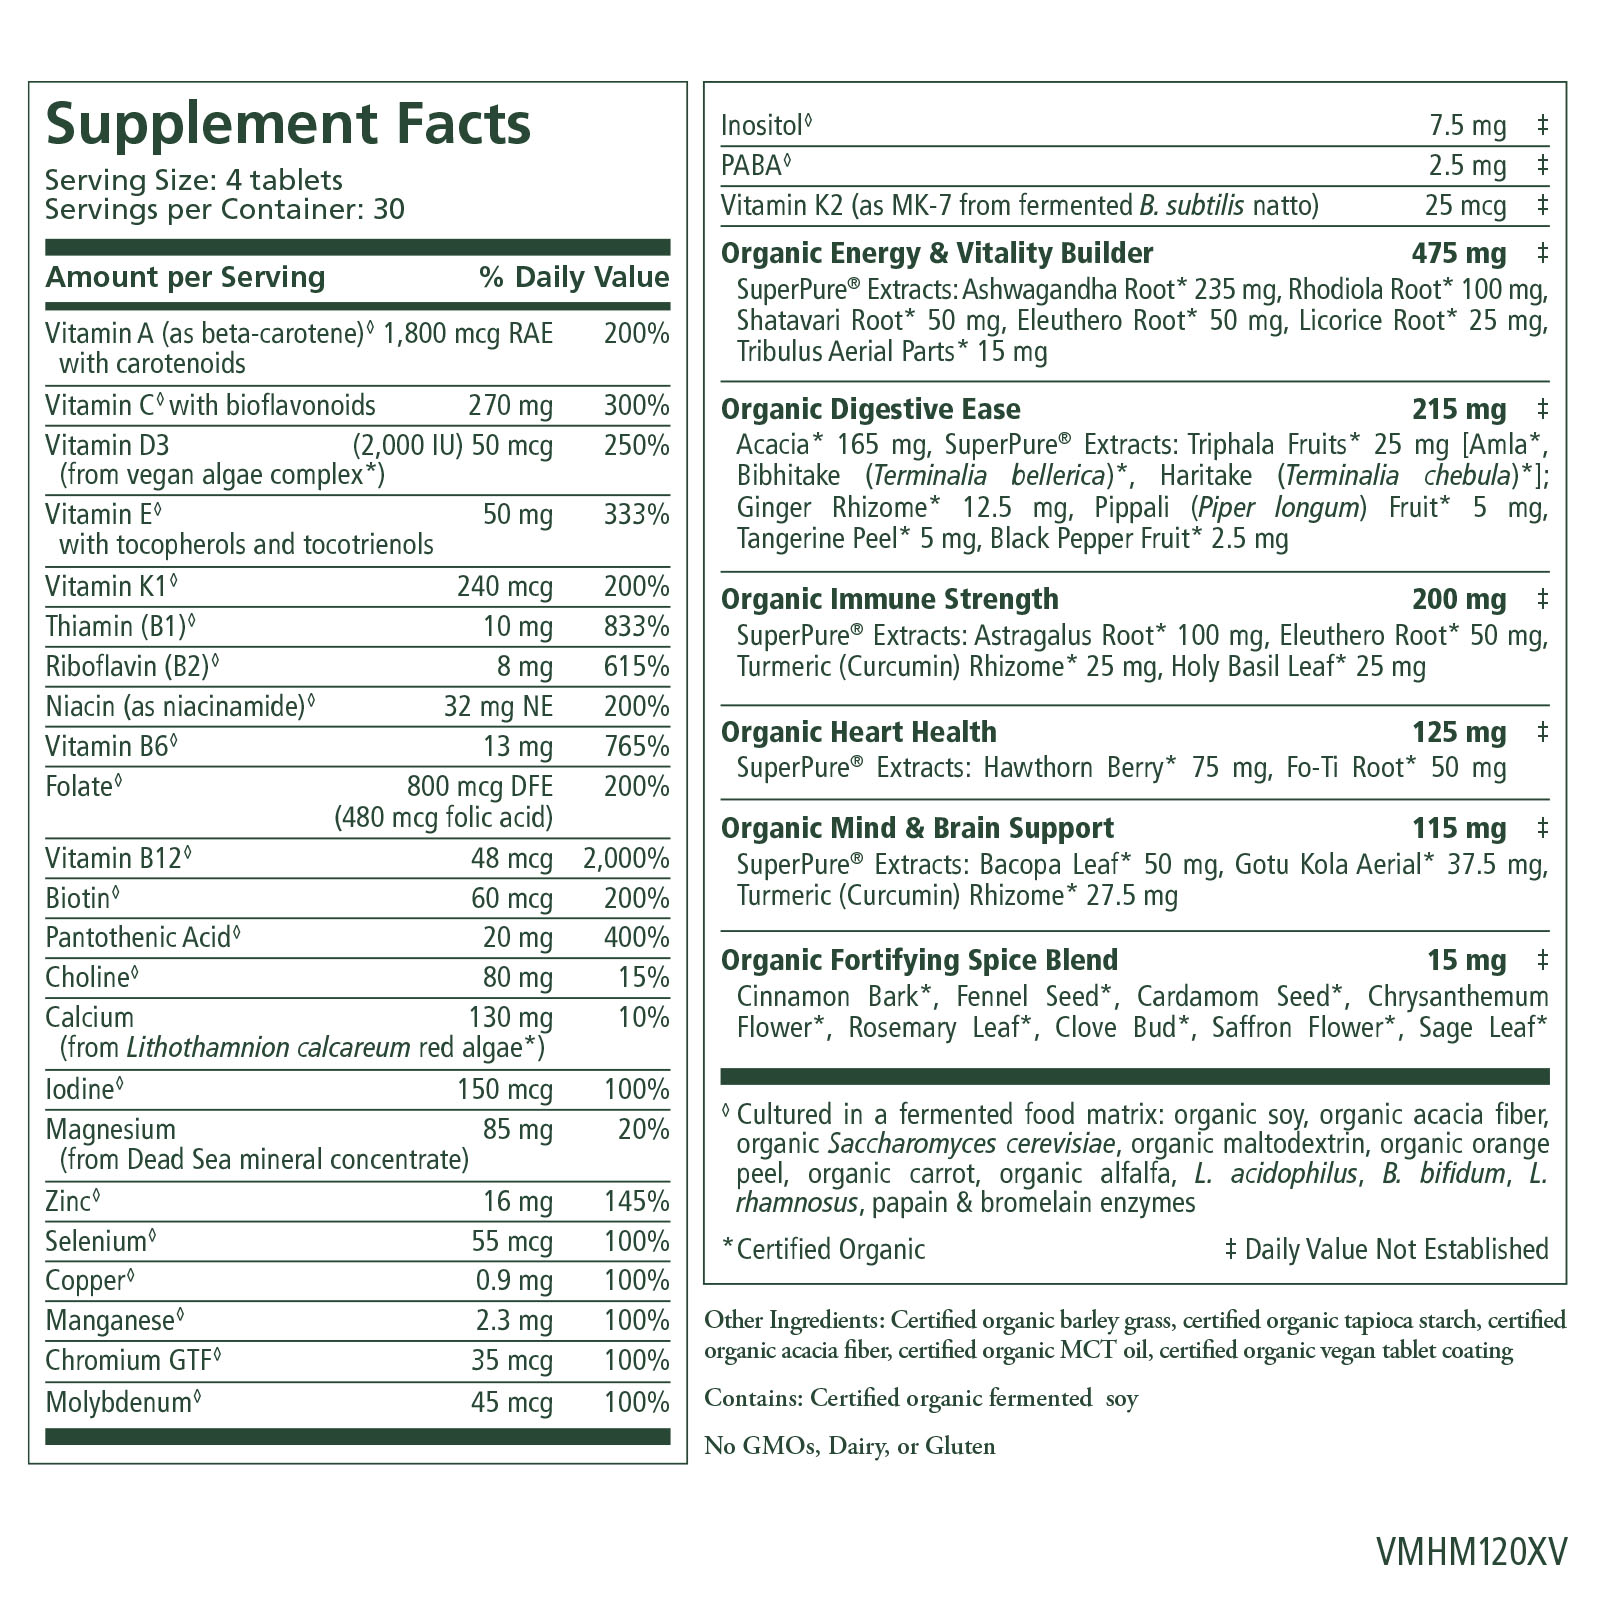 Supplement Facts
Serving Size: 4 tablets
Servings per Container: 30
Amount per Serving % Daily Value
Vitamin A (as beta-carotene)◊ 1,800 mcg RAE 200%
with carotenoids
Vitamin C◊ with bioflavonoids 270 mg 300%
Vitamin D3 (2,000 IU) 50 mcg 250%
(from vegan algae complex*)
Vitamin E◊ 50 mg 333%
with tocopherols and tocotrienols
Vitamin K1◊ 240 mcg 200%
Thiamin (B1)◊ 10 mg 833%
Riboflavin (B2)◊ 8 mg 615%
Niacin (as niacinamide)◊ 32 mg NE 200%
Vitamin B6◊ 13 mg 765%
Folate◊ 800 mcg DFE 200%
(480 mcg folic acid)
Vitamin B12◊ 48 mcg 2,000%
Biotin◊ 60 mcg 200%
Pantothenic Acid◊ 20 mg 400%
Choline◊ 80 mg 15%
Calcium 130 mg 10%
(from Lithothamnion calcareum red algae*)
Iodine◊ 150 mcg 100%
Magnesium 85 mg 20%
(from Dead Sea mineral concentrate)
Zinc◊ 16 mg 145%
Selenium◊ 55 mcg 100%
Copper◊ 0.9 mg 100%
Manganese◊ 2.3 mg 100%
Chromium GTF◊ 35 mcg 100%
Molybdenum◊ 45 mcg 100%
Inositol◊ 7.5 mg ‡
PABA◊ 2.5 mg ‡
Vitamin K2 (as MK-7 from fermented B. subtilis natto) 25 mcg ‡
Organic Energy & Vitality Builder 475 mg ‡
SuperPure® Extracts: Ashwagandha Root* 235 mg, Rhodiola Root* 100 mg,
Shatavari Root* 50 mg, Eleuthero Root* 50 mg, Licorice Root* 25 mg,
Tribulus Aerial Parts* 15 mg
Organic Digestive Ease 215 mg ‡
Acacia* 165 mg, SuperPure® Extracts: Triphala Fruits* 25 mg [Amla*,
Bibhitake (Terminalia bellerica)*, Haritake (Terminalia chebula)*];
Ginger Rhizome* 12.5 mg, Pippali (Piper longum) Fruit* 5 mg,
Tangerine Peel* 5 mg, Black Pepper Fruit* 2.5 mg
Organic Immune Strength 200 mg ‡
SuperPure® Extracts: Astragalus Root* 100 mg, Eleuthero Root* 50 mg,
Turmeric (Curcumin) Rhizome* 25 mg, Holy Basil Leaf* 25 mg
Organic Heart Health 125 mg ‡
SuperPure® Extracts: Hawthorn Berry* 75 mg, Fo-Ti Root* 50 mg
Organic Mind & Brain Support 115 mg ‡
SuperPure® Extracts: Bacopa Leaf* 50 mg, Gotu Kola Aerial* 37.5 mg,
Turmeric (Curcumin) Rhizome* 27.5 mg
Organic Fortifying Spice Blend 15 mg ‡
Cinnamon Bark*, Fennel Seed*, Cardamom Seed*, Chrysanthemum
Flower*, Rosemary Leaf*, Clove Bud*, Saffron Flower*, Sage Leaf*
◊ Cultured in a fermented food matrix: organic soy, organic acacia fiber,
organic Saccharomyces cerevisiae, organic maltodextrin, organic orange
peel, organic carrot, organic alfalfa, L. acidophilus, B. bifidum, L.
rhamnosus, papain & bromelain enzymes
*Certified Organic ‡ Daily Value Not Established
Other Ingredients: Certified organic barley grass, certified organic tapioca starch, certified
organic acacia fiber, certified organic MCT oil, certified organic vegan tablet coating
Contains: Certified organic fermented soy
No GMOs, Dairy, or Gluten
VMHM120XV